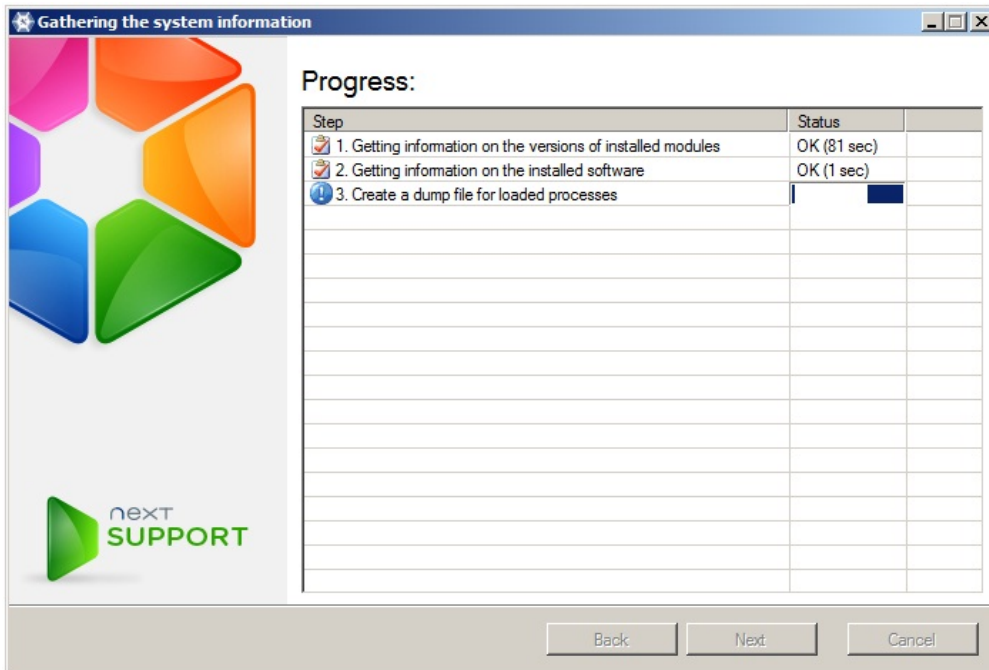 Gathering the system information
Progress:
Step Status
1. Getting information on the versions of installed modules OK (81 sec)
2. Getting information on the installed software OK (1 sec)
3. Create a dump file for loaded processes
next
SUPPORT
Back Next Cancel